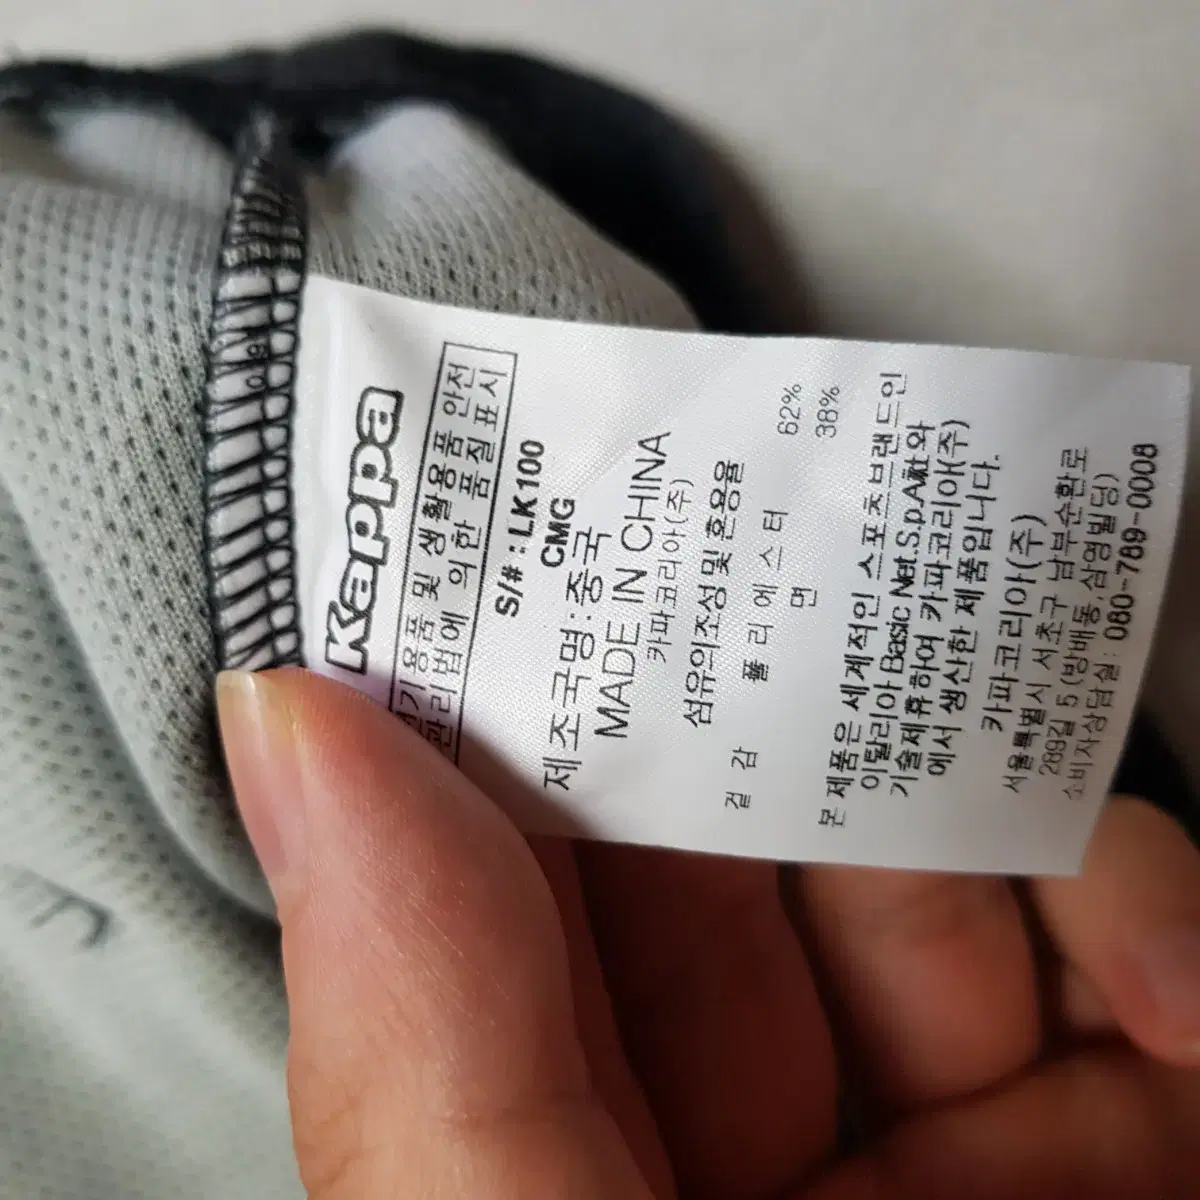 Kappa
전기용품 및 생활용품 안전
관리법에 의한 품질표시
S/# : LK100
CMG
제조국명:중국
MADE IN CHINA
카파코리아(주)
섬유의조성및혼용율
겉감 폴리에스터 62%
면 38%
본 제품은 세계적인 스포츠브랜드인
이탈리아 Basic Net.S.p.A社와
기술제휴하여 카파코리아(주)
에서 생산한 제품입니다.
카파코리아(주)
서울특별시 서초구 남부순환로
289길 5 (방배동,삼영빌딩)
소비자상담실 : 080-789-0008